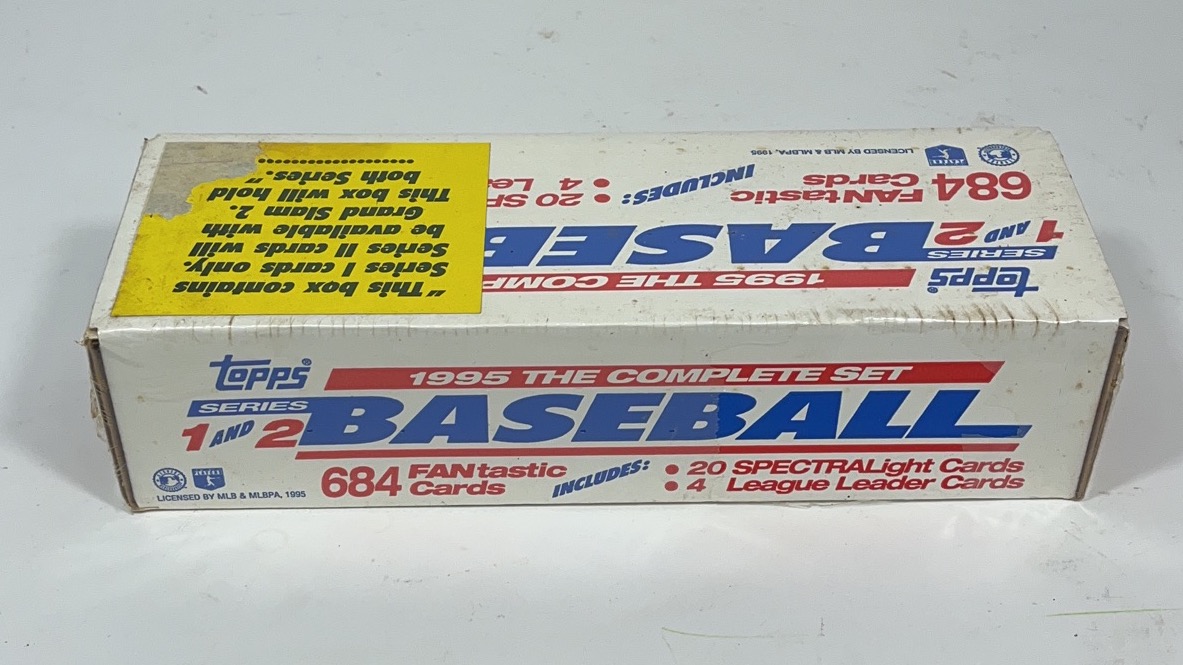 "This box contains
Series I cards only.
Series II cards will
be available with
Grand Slam 2.
This box will hold
both Series."
topps®
SERIES
1 AND 2
1995 THE COMP
BASEB
684 FANtastic
Cards
INCLUDES:
• 20 SP
• 4 Lea
LICENSED BY MLB & MLBPA, 1995
topps®
1995 THE COMPLETE SET
SERIES
1 AND 2
BASEBALL
684 FANtastic
Cards
INCLUDES:
• 20 SPECTRALight Cards
• 4 League Leader Cards
LICENSED BY MLB & MLBPA, 1995